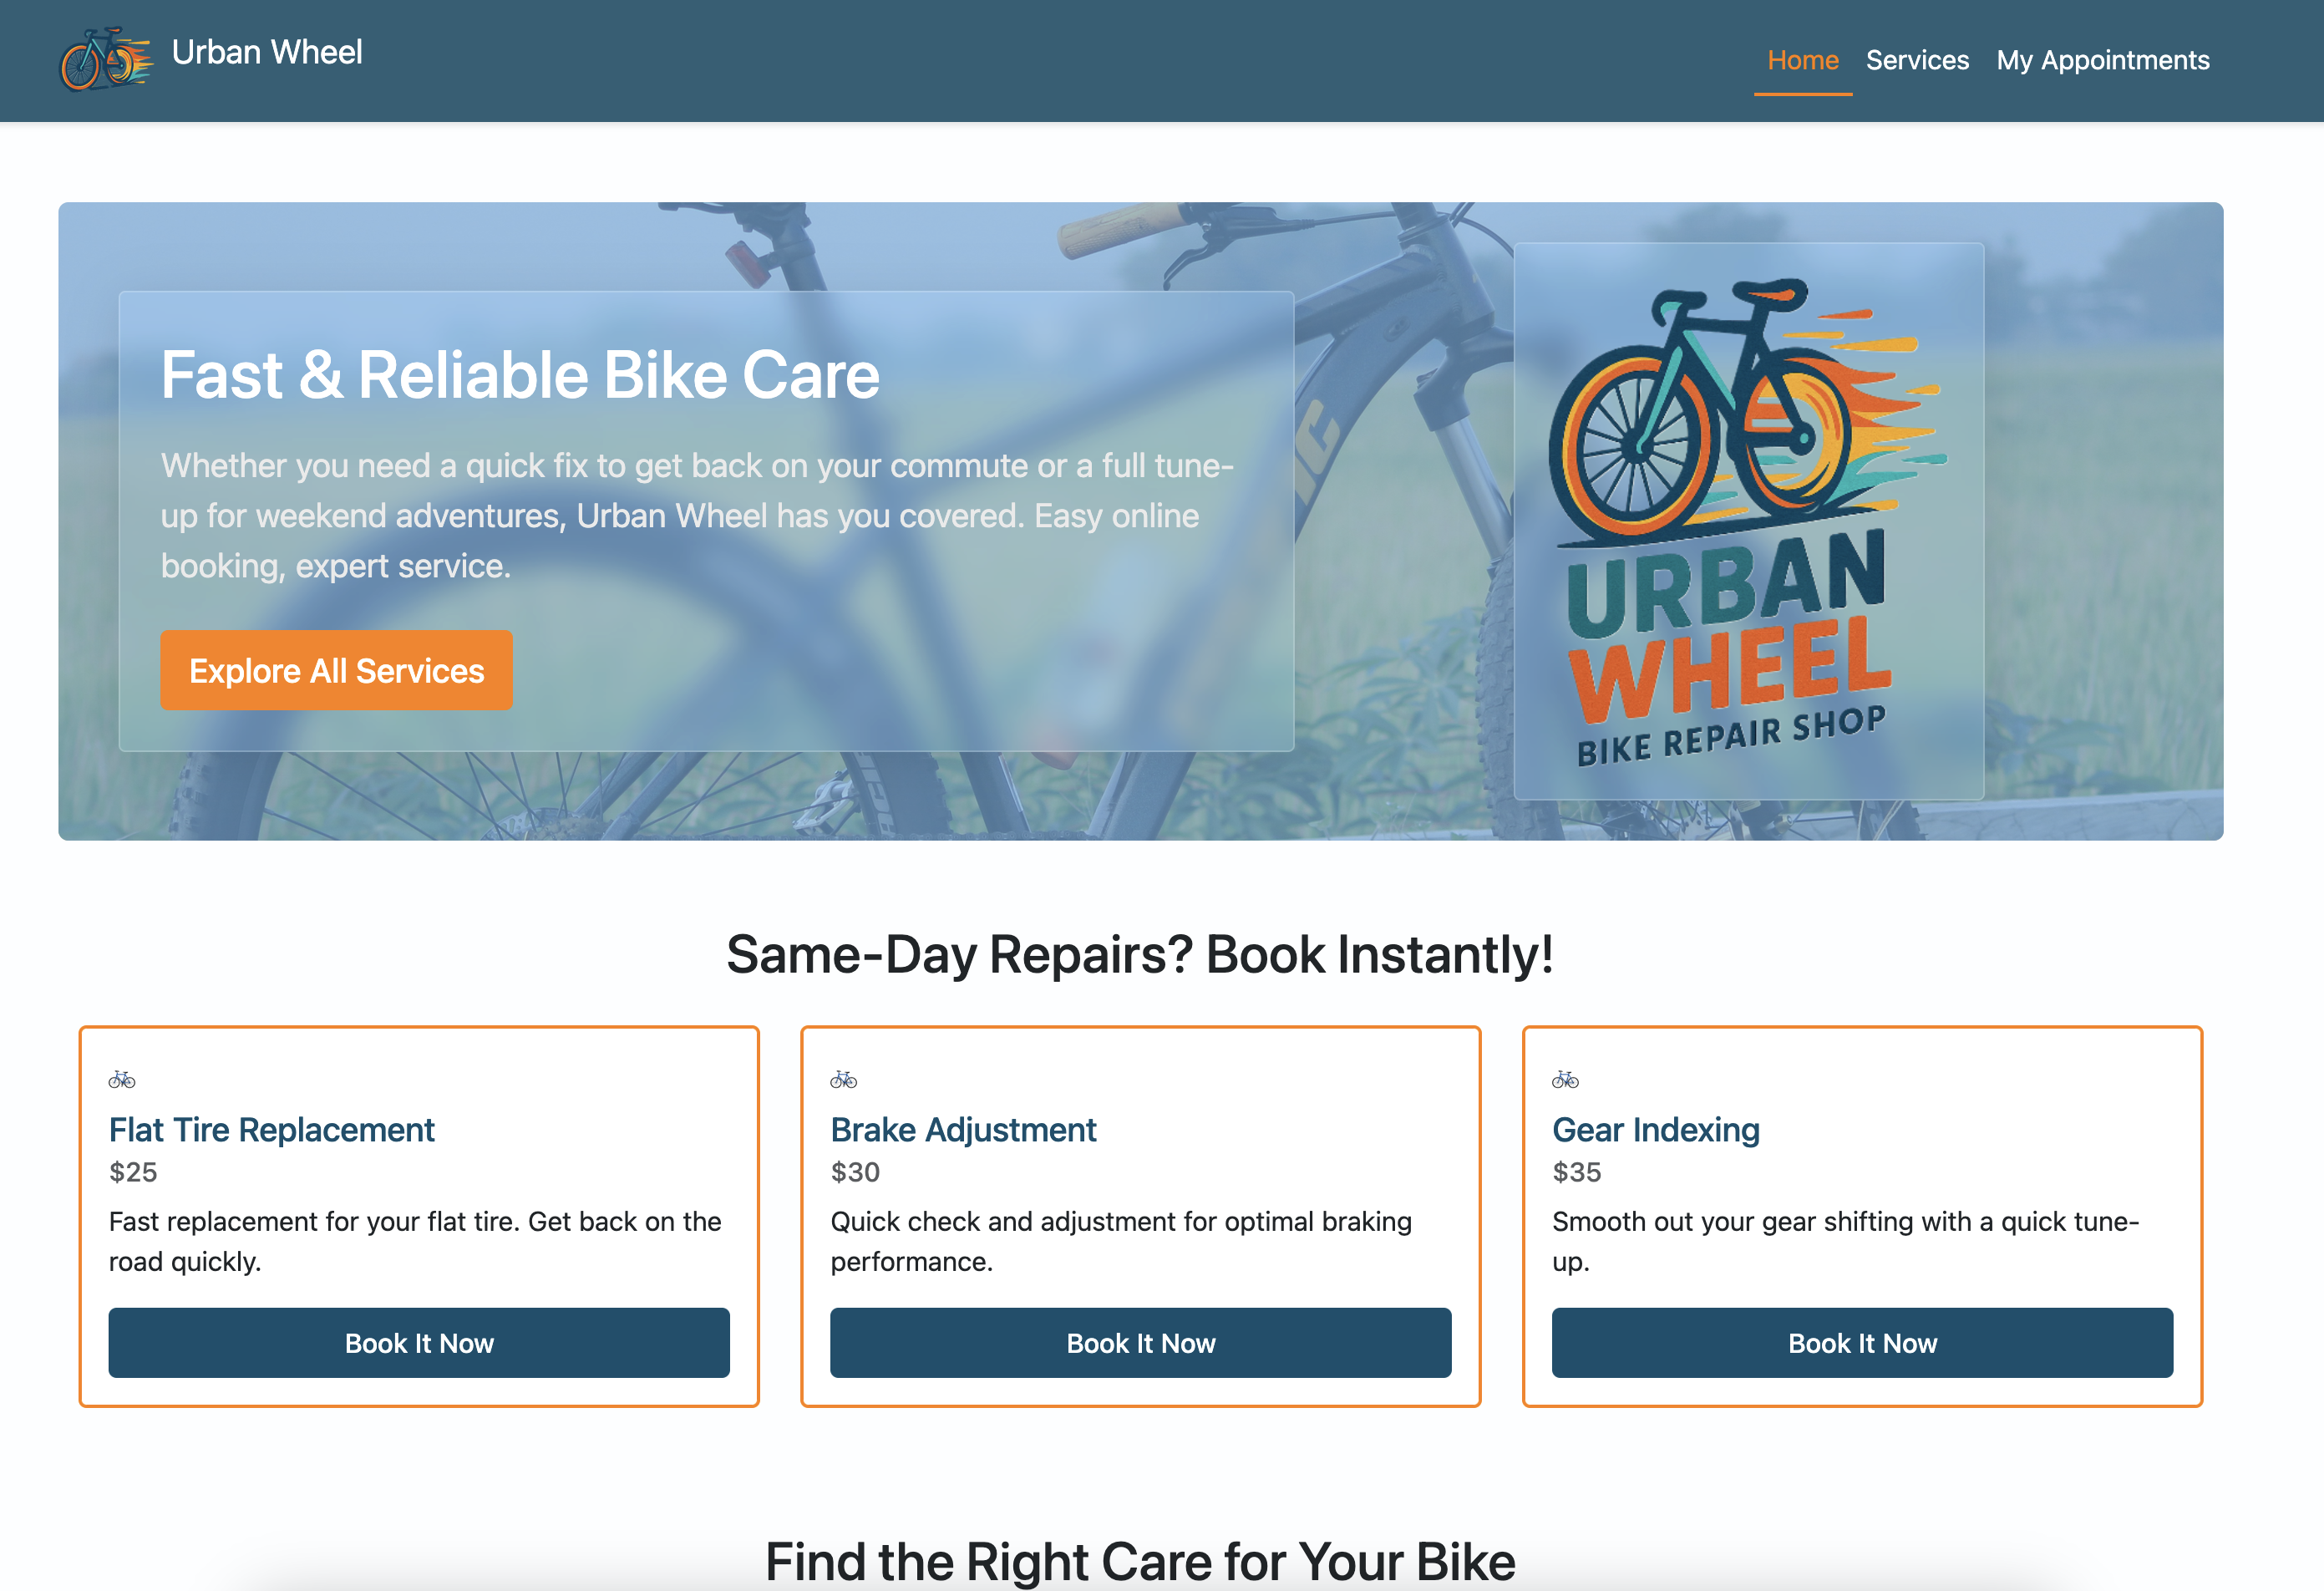 Urban Wheel
Home Services My Appointments
Fast & Reliable Bike Care
Whether you need a quick fix to get back on your commute or a full tune-
up for weekend adventures, Urban Wheel has you covered. Easy online
booking, expert service.
Explore All Services
URBAN
WHEEL
BIKE REPAIR SHOP
Same-Day Repairs? Book Instantly!
Flat Tire Replacement
$25
Fast replacement for your flat tire. Get back on the
road quickly.
Book It Now
Brake Adjustment
$30
Quick check and adjustment for optimal braking
performance.
Book It Now
Gear Indexing
$35
Smooth out your gear shifting with a quick tune-
up.
Book It Now
Find the Right Care for Your Bike